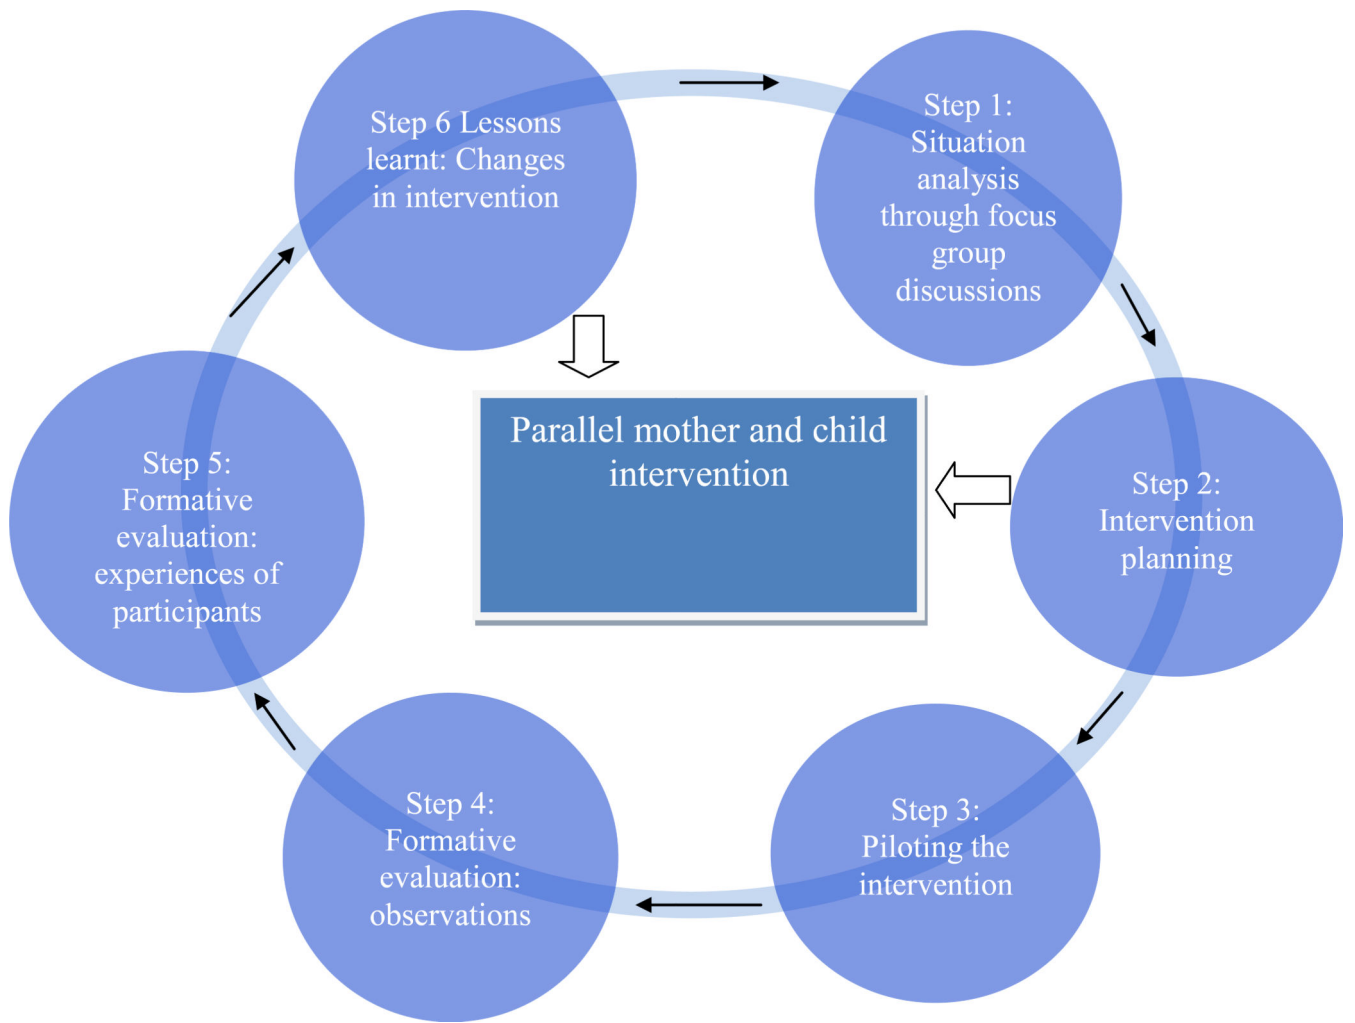 Step 1:
Situation
analysis
through focus
group
discussions
Step 2:
Intervention
planning
Step 3:
Piloting the
intervention
Step 4:
Formative
evaluation:
observations
Step 5:
Formative
evaluation:
experiences of
participants
Step 6 Lessons
learnt: Changes
in intervention
Parallel mother and child
intervention